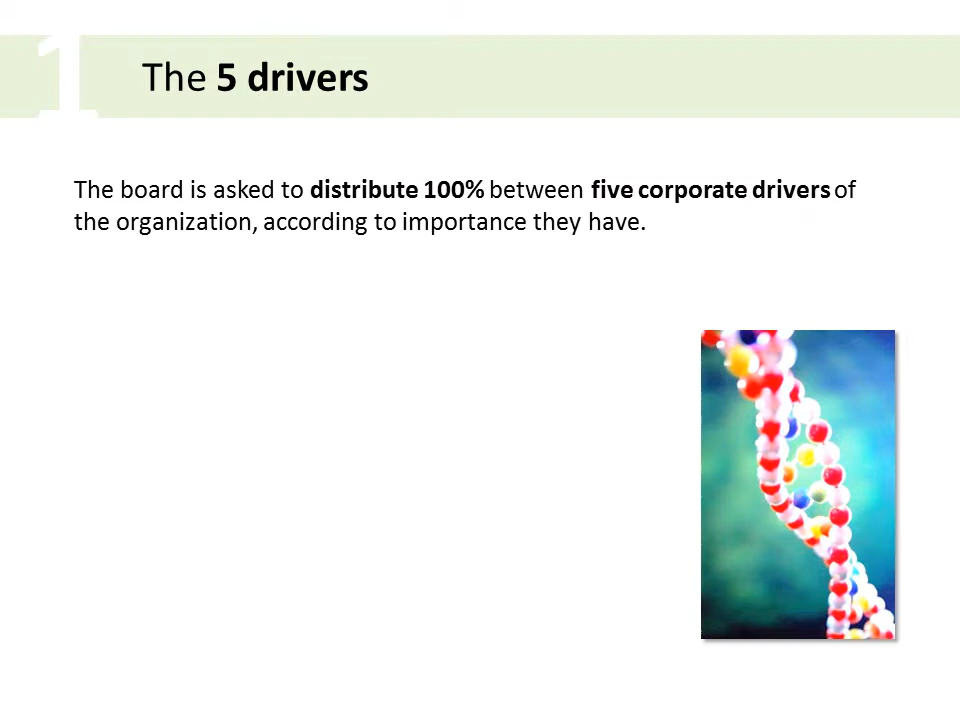 1
The 5 drivers
The board is asked to distribute 100% between five corporate drivers of
the organization, according to importance they have.